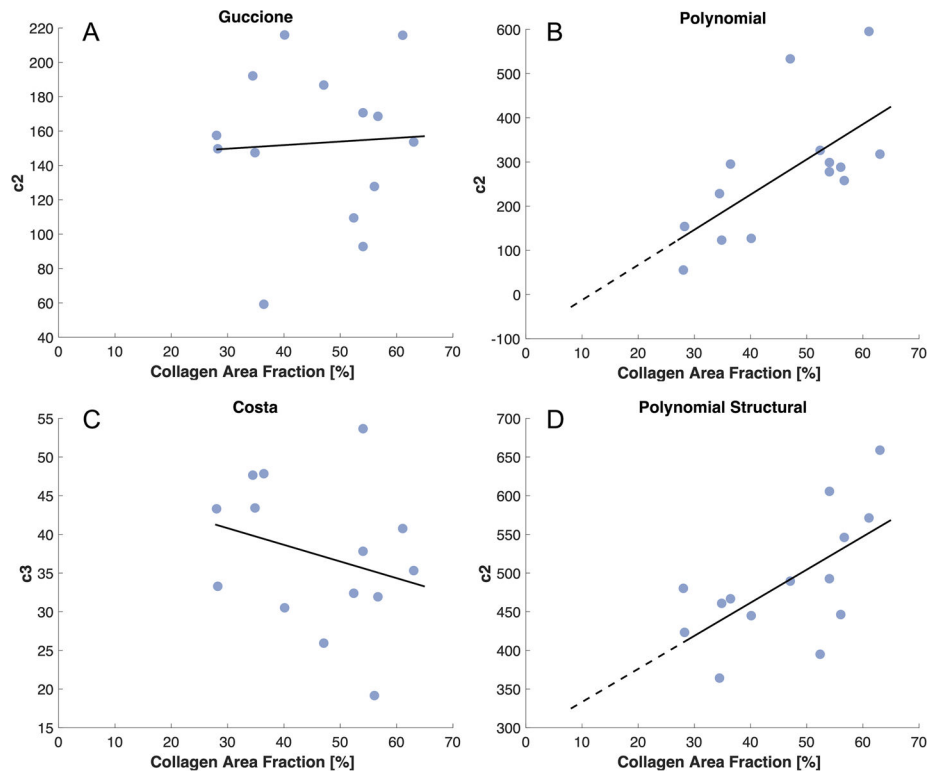 A
Guccione
220
200
180
160
140
120
100
80
60
40
c2
0 10 20 30 40 50 60 70
Collagen Area Fraction [%]
B
Polynomial
600
500
400
300
200
100
0
-100
c2
0 10 20 30 40 50 60 70
Collagen Area Fraction [%]
C
Costa
55
50
45
40
35
30
25
20
15
c3
0 10 20 30 40 50 60 70
Collagen Area Fraction [%]
D
Polynomial Structural
700
650
600
550
500
450
400
350
300
c2
0 10 20 30 40 50 60 70
Collagen Area Fraction [%]